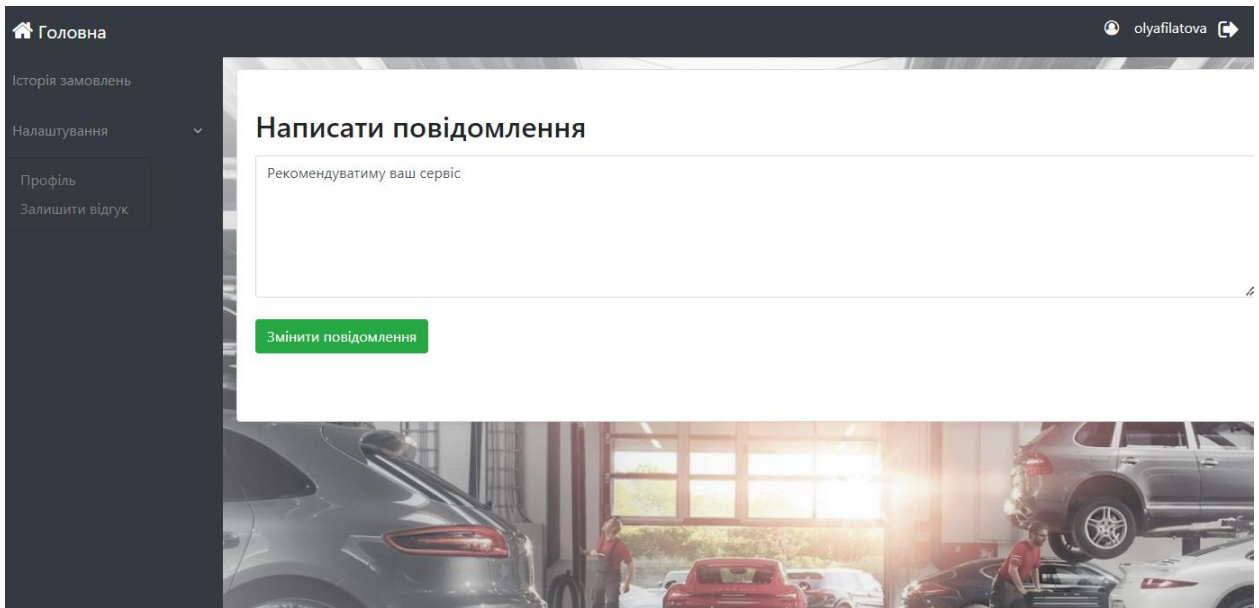 Головна
olyafilatova
Історія замовлень
Налаштування
Профіль
Залишити відгук
Написати повідомлення
Рекомендуватиму ваш сервіс
Змінити повідомлення